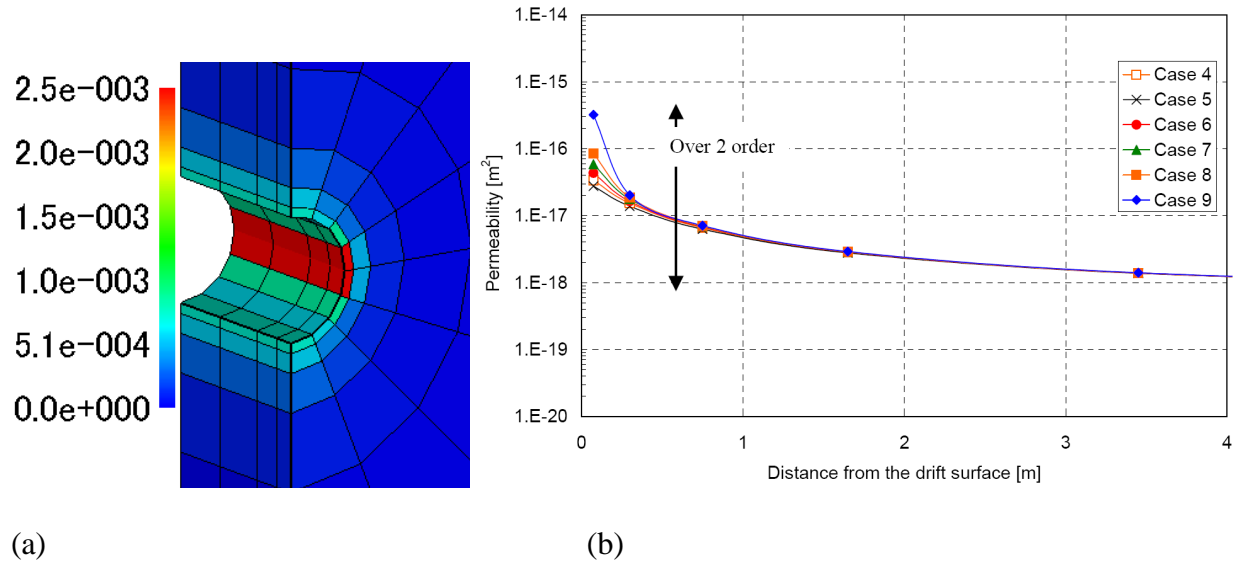 2.5e-003
2.0e-003
1.5e-003
1.0e-003
5.1e-004
0.0e+000
(a)
1.E-14
1.E-15
1.E-16
1.E-17
1.E-18
1.E-19
1.E-20
Permeability [m²]
Over 2 order
Case 4
Case 5
Case 6
Case 7
Case 8
Case 9
0 1 2 3 4
Distance from the drift surface [m]
(b)